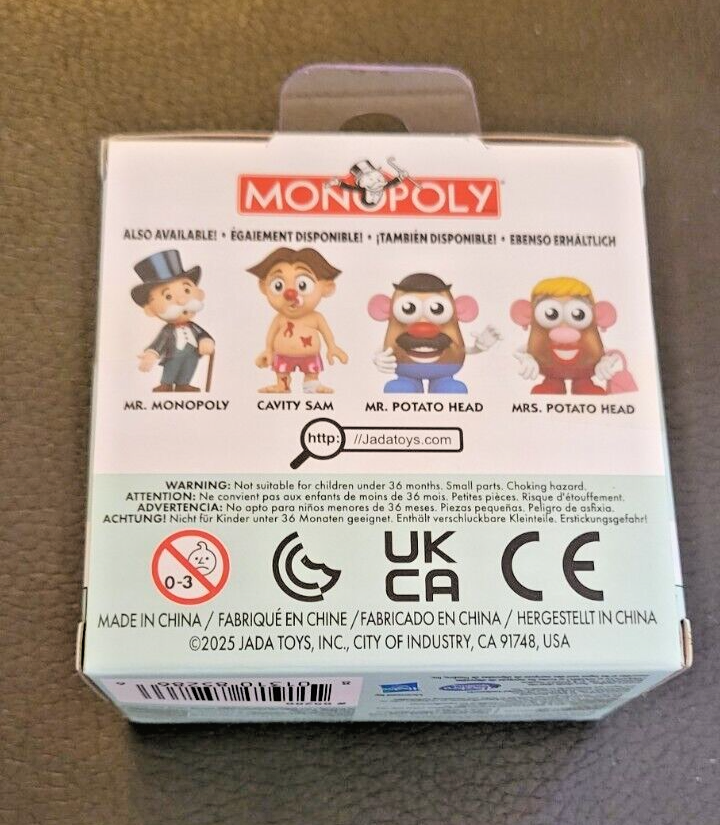 MONOPOLY
ALSO AVAILABLE! • ÉGAIEMENT DISPONIBLE! • ¡TAMBIÉN DISPONIBLE! • EBENSO ERHÄLTLICH
MR. MONOPOLY CAVITY SAM MR. POTATO HEAD MRS. POTATO HEAD
http: //Jadatoys.com
WARNING: Not suitable for children under 36 months. Small parts. Choking hazard.
ATTENTION: Ne convient pas aux enfants de moins de 36 mois. Petites pièces. Risque d'étouffement.
ADVERTENCIA: No apto para niños menores de 36 meses. Piezas pequeñas. Peligro de asfixia.
ACHTUNG! Nicht für Kinder unter 36 Monaten geeignet. Enthält verschluckbare Kleinteile. Erstickungsgefahr!
0-3
UK
CA
CE
MADE IN CHINA / FABRIQUÉ EN CHINE / FABRICADO EN CHINA / HERGESTELLT IN CHINA
©2025 JADA TOYS, INC., CITY OF INDUSTRY, CA 91748, USA